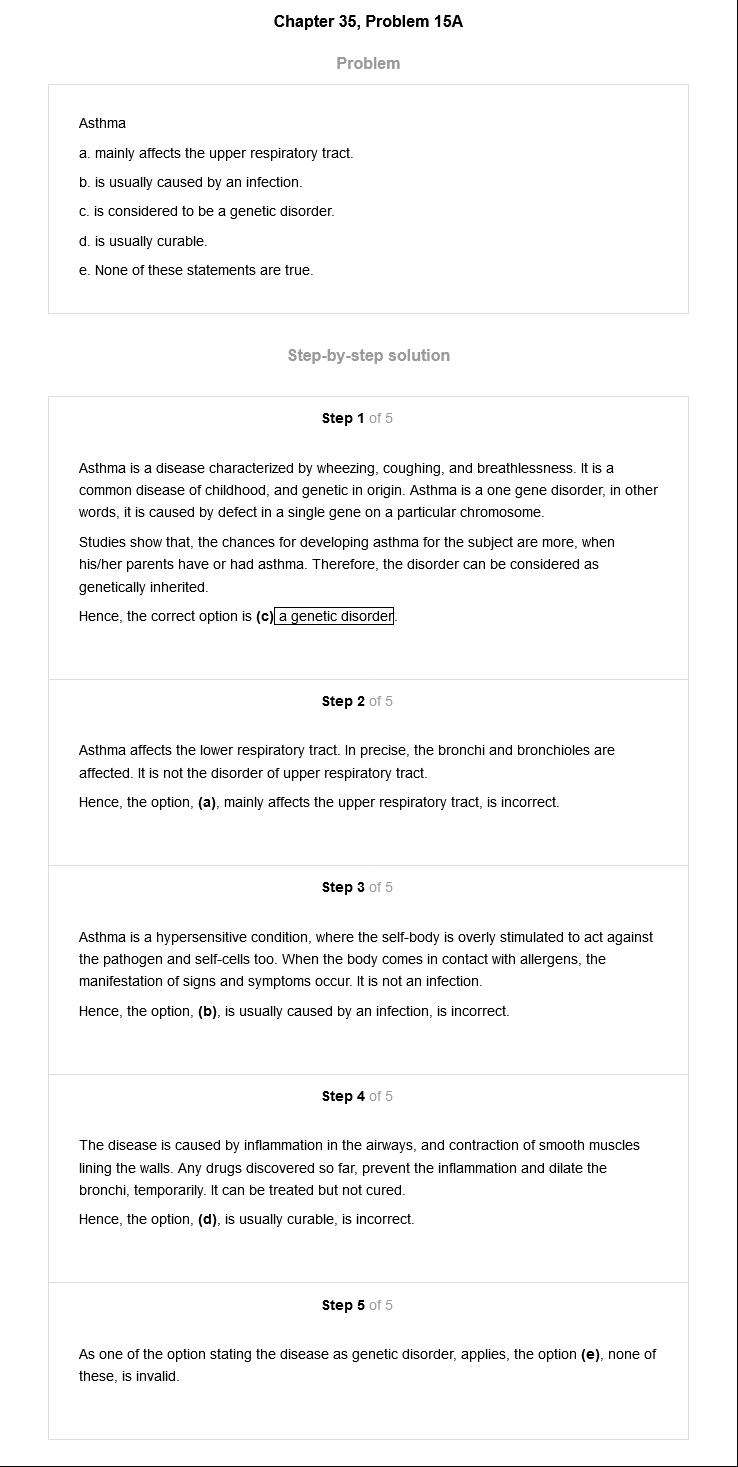 Chapter 35, Problem 15A
Problem
Asthma
a. mainly affects the upper respiratory tract.
b. is usually caused by an infection.
c. is considered to be a genetic disorder.
d. is usually curable.
e. None of these statements are true.
Step-by-step solution
Step 1 of 5
Asthma is a disease characterized by wheezing, coughing, and breathlessness. It is a
common disease of childhood, and genetic in origin. Asthma is a one gene disorder, in other
words, it is caused by defect in a single gene on a particular chromosome.
Studies show that, the chances for developing asthma for the subject are more, when
his/her parents have or had asthma. Therefore, the disorder can be considered as
genetically inherited.
Hence, the correct option is (c) a genetic disorder.
Step 2 of 5
Asthma affects the lower respiratory tract. In precise, the bronchi and bronchioles are
affected. It is not the disorder of upper respiratory tract.
Hence, the option, (a), mainly affects the upper respiratory tract, is incorrect.
Step 3 of 5
Asthma is a hypersensitive condition, where the self-body is overly stimulated to act against
the pathogen and self-cells too. When the body comes in contact with allergens, the
manifestation of signs and symptoms occur. It is not an infection.
Hence, the option, (b), is usually caused by an infection, is incorrect.
Step 4 of 5
The disease is caused by inflammation in the airways, and contraction of smooth muscles
lining the walls. Any drugs discovered so far, prevent the inflammation and dilate the
bronchi, temporarily. It can be treated but not cured.
Hence, the option, (d), is usually curable, is incorrect.
Step 5 of 5
As one of the option stating the disease as genetic disorder, applies, the option (e), none of
these, is invalid.